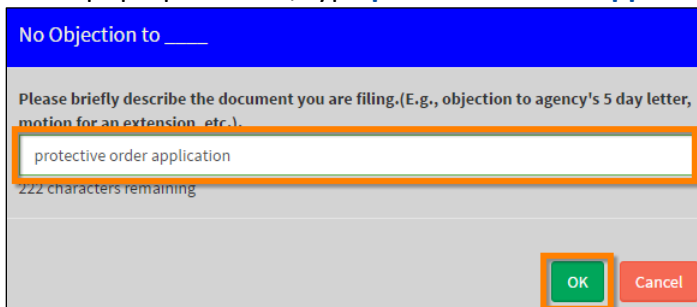 No Objection to ____
Please briefly describe the document you are filing.(E.g., objection to agency's 5 day letter,
motion for an extension, etc.).
protective order application
222 characters remaining
OK Cancel